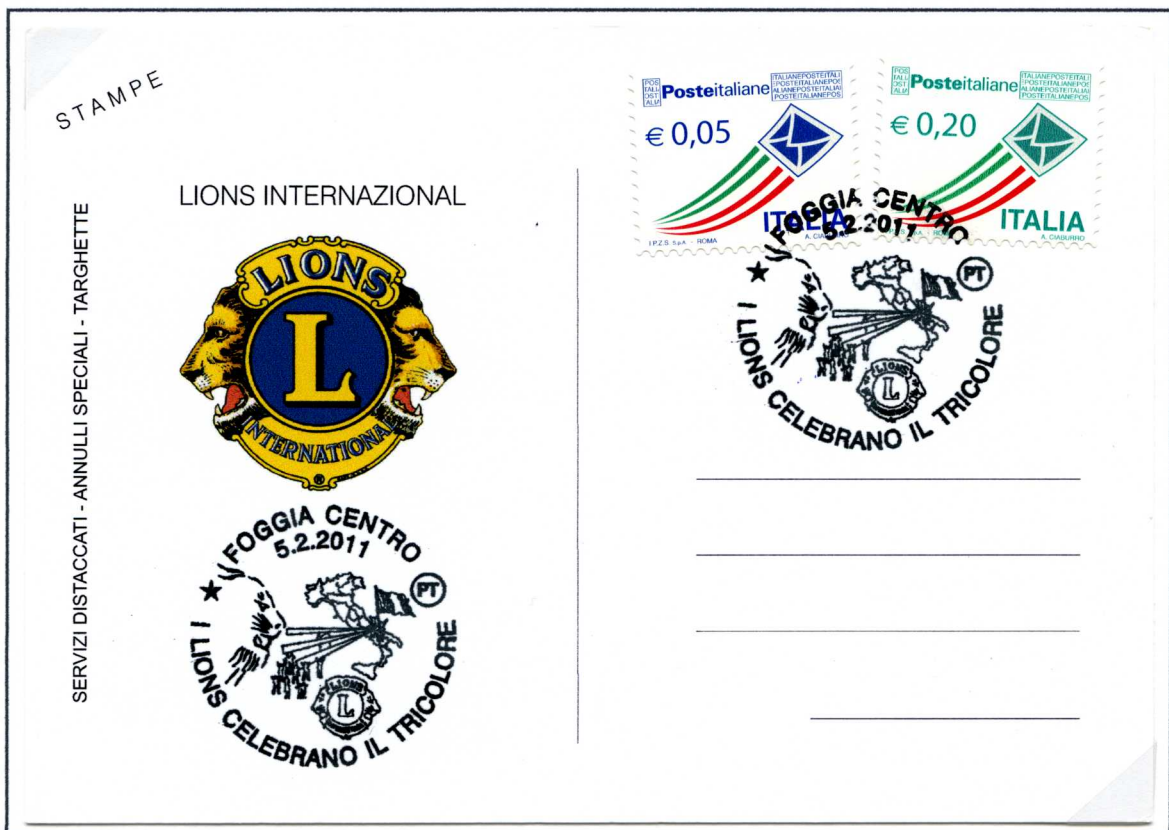 STAMPE
SERVIZI DISTACCATI - ANNULLI SPECIALI - TARGHETTE
LIONS INTERNAZIONAL
LIONS
L
INTERNATIONAL
®
FOGGIA CENTRO
5.2.2011
PT
I LIONS CELEBRANO IL TRICOLORE
LIONS
L
Posteitaliane
€ 0,05
ITALIA
I.P.Z.S. S.p.A. - ROMA
Posteitaliane
€ 0,20
ITALIA
A. CIABURRO
FOGGIA CENTRO
5.2.2011
PT
I LIONS CELEBRANO IL TRICOLORE
LIONS
L